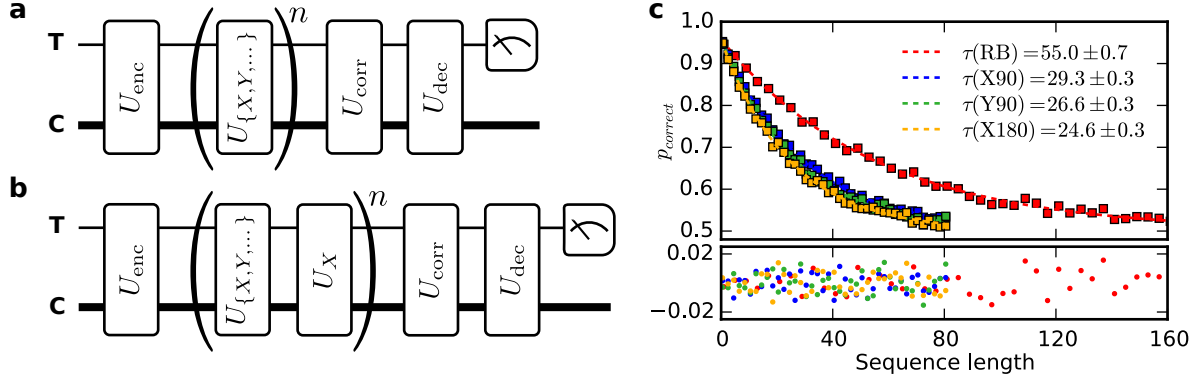 a
T
C
U_enc
( U_{X,Y,...} )^n
U_corr
U_dec
b
T
C
U_enc
( U_{X,Y,...} U_X )^n
U_corr
U_dec
c
p_correct
1.0
0.9
0.8
0.7
0.6
0.5
τ(RB)=55.0 ±0.7
τ(X90)=29.3 ±0.3
τ(Y90)=26.6 ±0.3
τ(X180)=24.6 ±0.3
0.02
−0.02
0 40 80 120 160
Sequence length